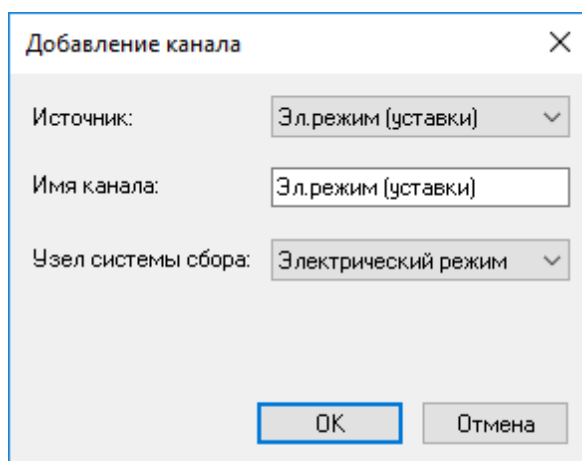 Добавление канала
Источник: Эл.режим (уставки)
Имя канала: Эл.режим (уставки)
Узел системы сбора: Электрический режим
OK Отмена